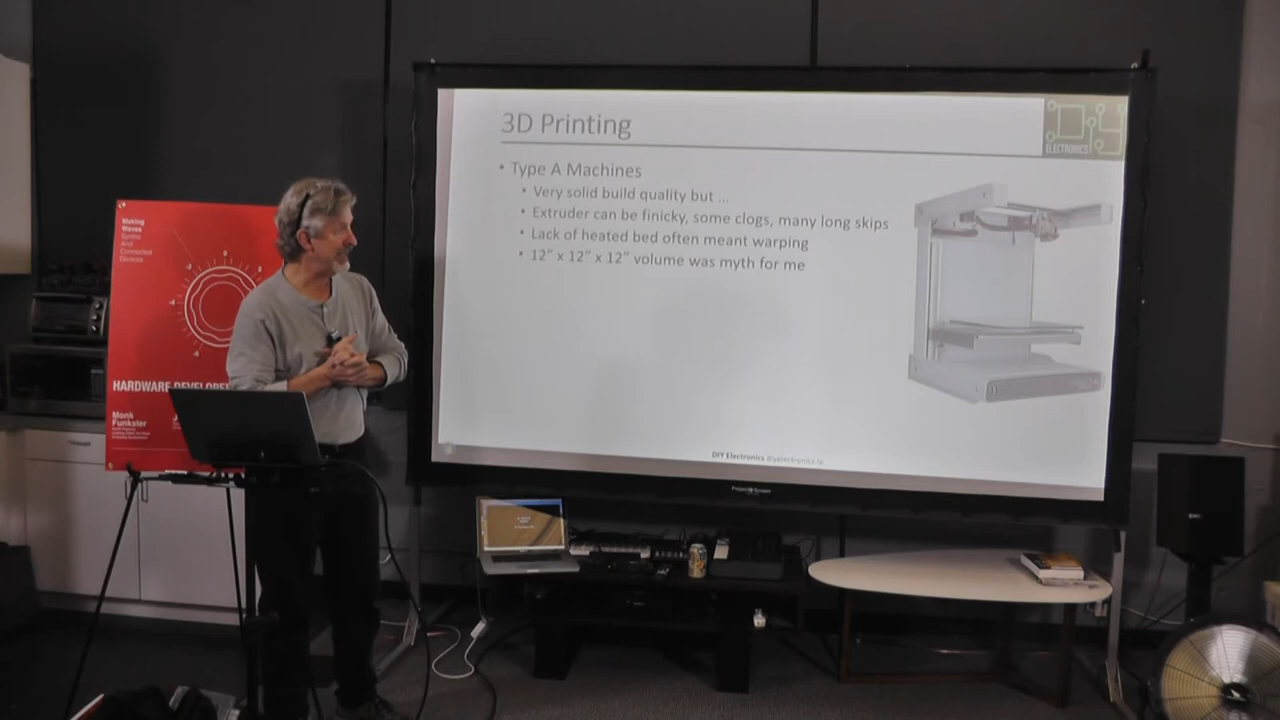 3D Printing
ELECTRONICS
• Type A Machines
• Very solid build quality but ...
• Extruder can be finicky, some clogs, many long skips
• Lack of heated bed often meant warping
• 12” x 12” x 12” volume was myth for me
DIY Electronics diyelectronics.io
Making
Waves
Synths
And
Connected
Devices
HARDWARE DEVELOPE
Monk
Funkster